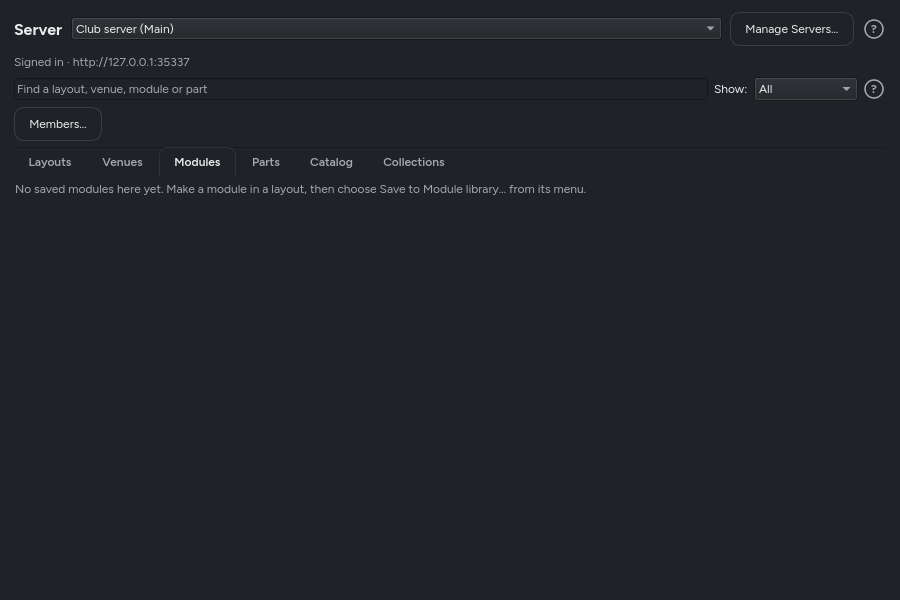 Server Club server (Main) Manage Servers... ?
Signed in · http://127.0.0.1:35337
Find a layout, venue, module or part Show: All ?
Members...
Layouts Venues Modules Parts Catalog Collections
No saved modules here yet. Make a module in a layout, then choose Save to Module library... from its menu.